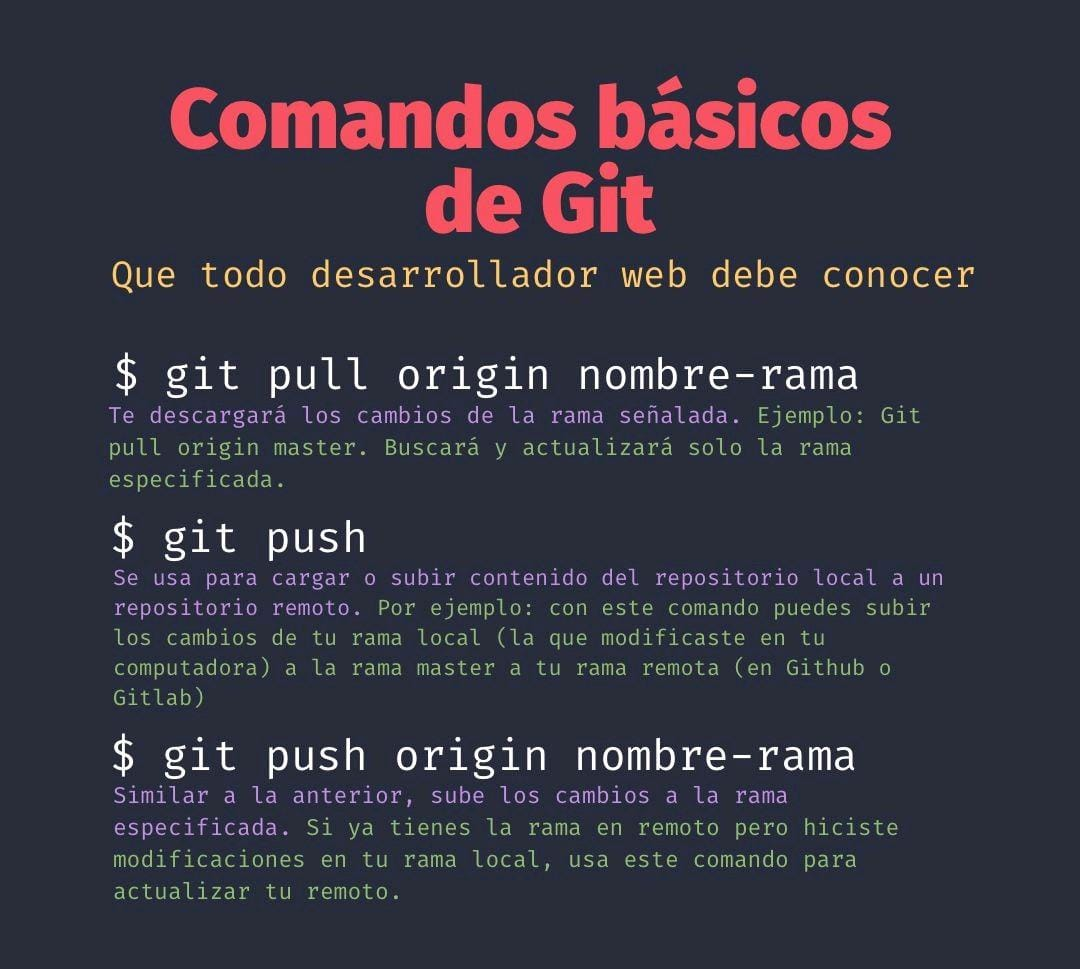 Comandos básicos
de Git
Que todo desarrollador web debe conocer
$ git pull origin nombre-rama
Te descargará los cambios de la rama señalada. Ejemplo: Git
pull origin master. Buscará y actualizará solo la rama
especificada.
$ git push
Se usa para cargar o subir contenido del repositorio local a un
repositorio remoto. Por ejemplo: con este comando puedes subir
los cambios de tu rama local (la que modificaste en tu
computadora) a la rama master a tu rama remota (en Github o
Gitlab)
$ git push origin nombre-rama
Similar a la anterior, sube los cambios a la rama
especificada. Si ya tienes la rama en remoto pero hiciste
modificaciones en tu rama local, usa este comando para
actualizar tu remoto.